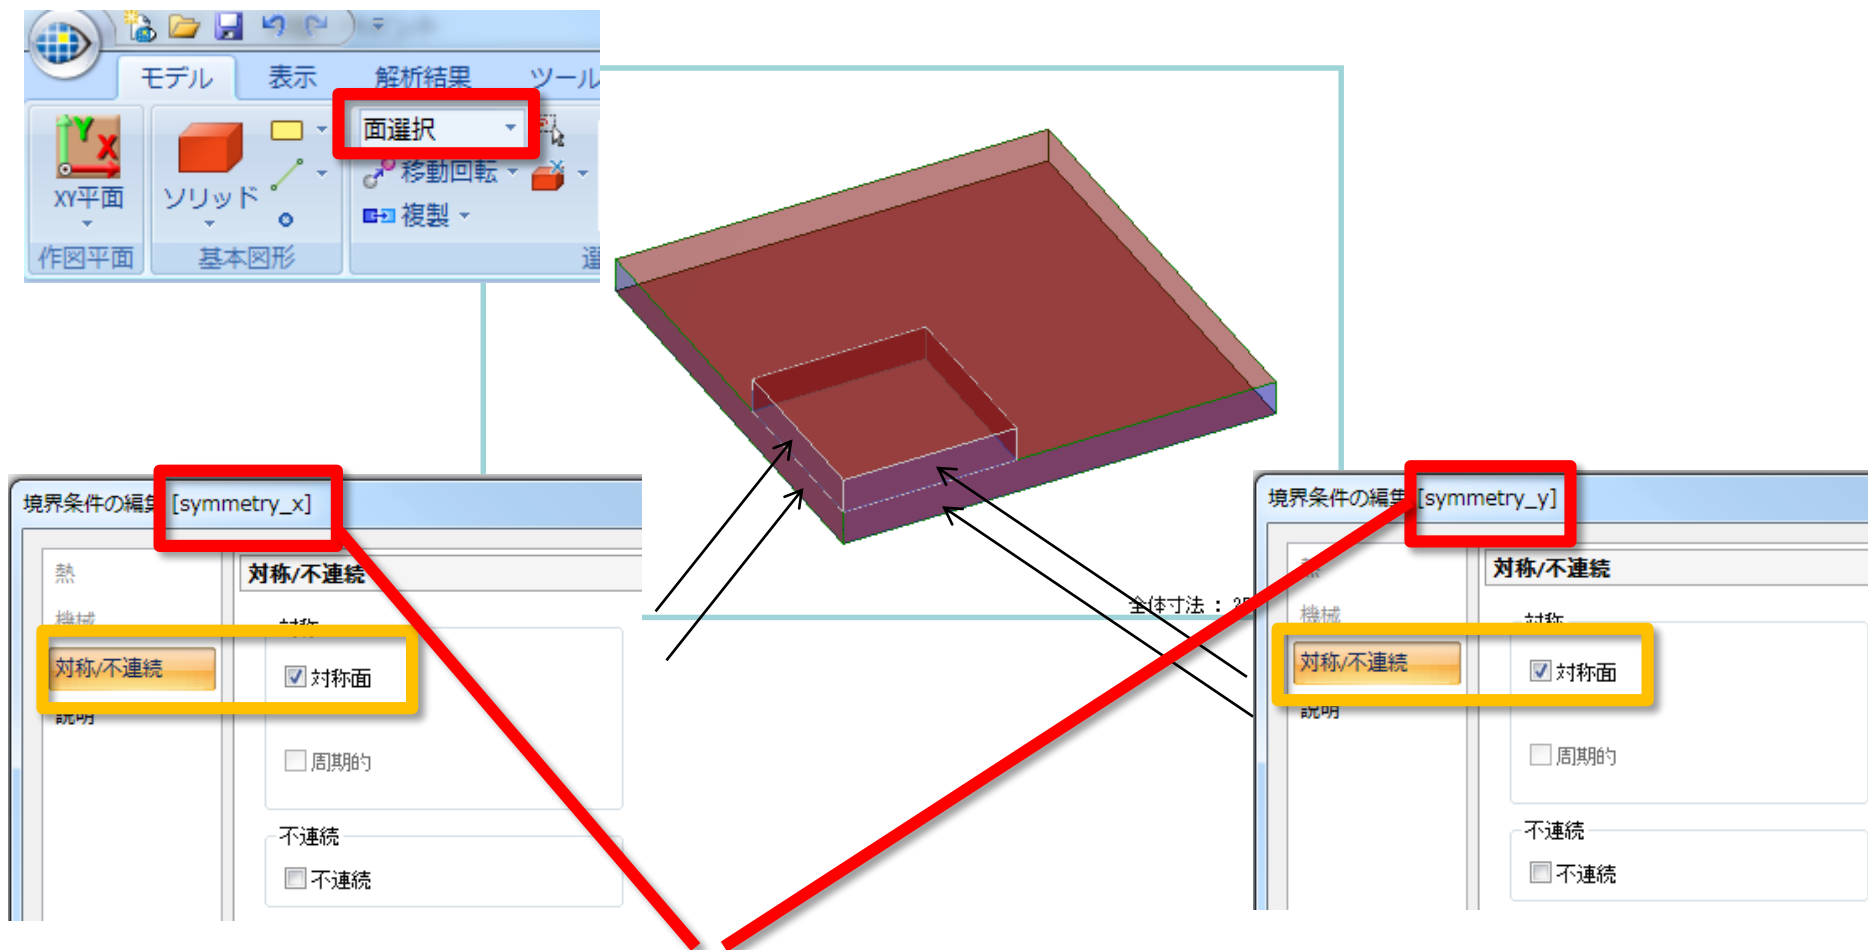 モデル 表示 解析結果 ツール
面選択
移動回転
XY平面 ソリッド 複製
作図平面 基本図形 選
全体寸法 :
境界条件の編集 [symmetry_x]
熱
対称/不連続
機械
対称
対称/不連続
対称面
説明
周期的
不連続
不連続
境界条件の編集 [symmetry_y]
熱
対称/不連続
機械
対称
対称/不連続
対称面
説明
周期的
不連続
不連続